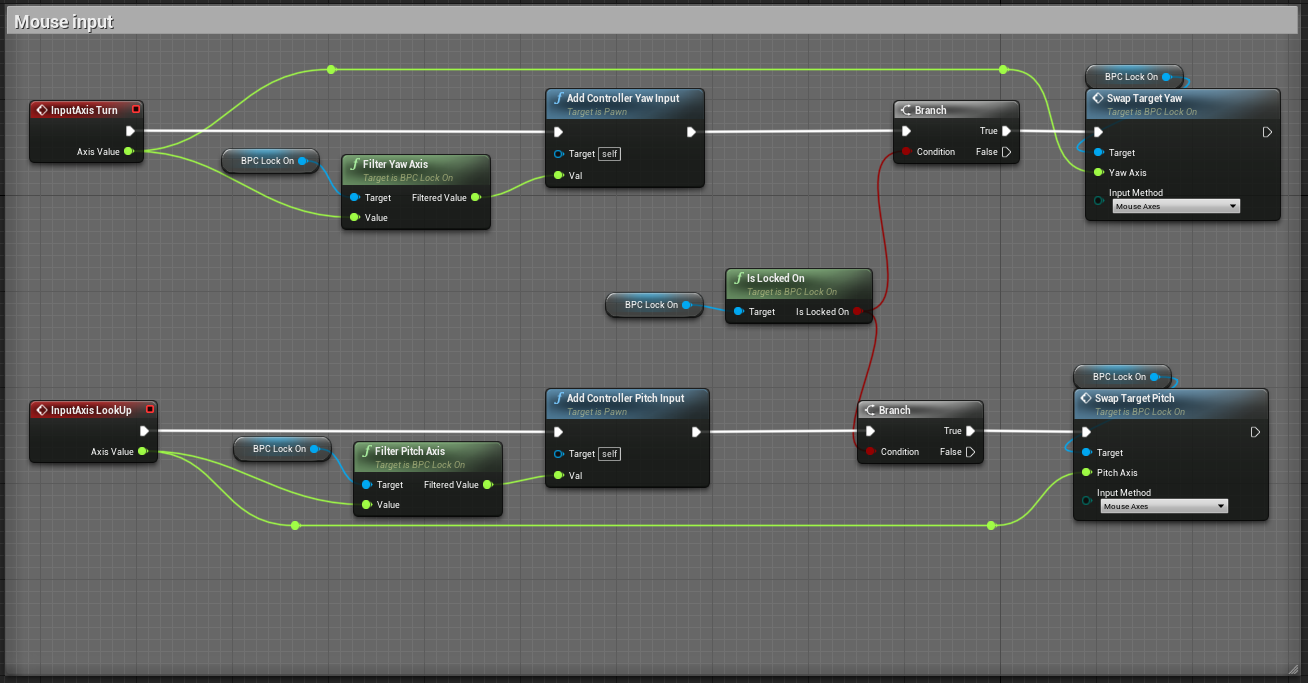 Mouse input
BPC Lock On
InputAxis Turn
Axis Value
BPC Lock On
Filter Yaw Axis
Target is BPC Lock On
Target
Filtered Value
Value
Add Controller Yaw Input
Target is Pawn
Target self
Val
Branch
True
Condition
False
Swap Target Yaw
Target is BPC Lock On
Target
Yaw Axis
Input Method
Mouse Axes
BPC Lock On
Is Locked On
Target is BPC Lock On
Target
Is Locked On
BPC Lock On
InputAxis LookUp
Axis Value
BPC Lock On
Filter Pitch Axis
Target is BPC Lock On
Target
Filtered Value
Value
Add Controller Pitch Input
Target is Pawn
Target self
Val
Branch
True
Condition
False
Swap Target Pitch
Target is BPC Lock On
Target
Pitch Axis
Input Method
Mouse Axes